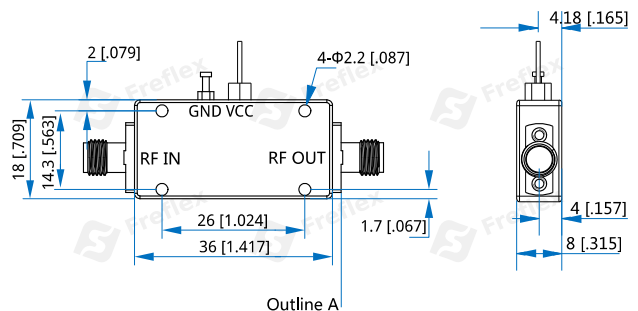 4.18 [.165]
2 [.079]
4-Φ2.2 [.087]
Freflex
Freflex
Freflex
GND VCC
18 [.709]
14.3 [.563]
RF IN
RF OUT
26 [1.024]
1.7 [.067]
4 [.157]
36 [1.417]
8 [.315]
Freflex
Freflex
Freflex
Outline A